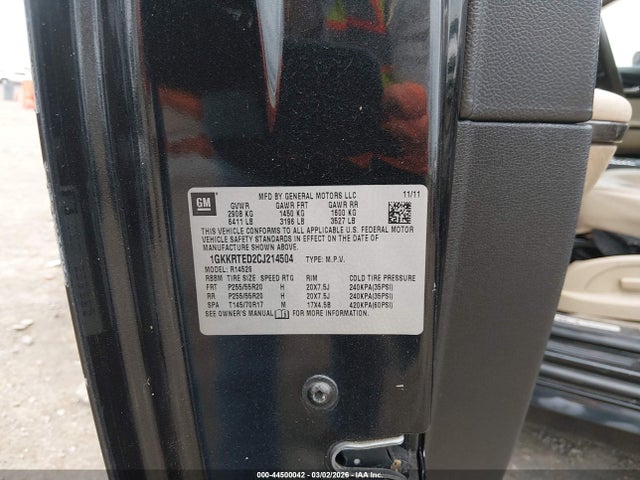 GM
MFD BY GENERAL MOTORS LLC 11/11
GVWR GAWR FRT GAWR RR
2908 KG 1450 KG 1600 KG
6411 LB 3196 LB 3527 LB
THIS VEHICLE CONFORMS TO ALL APPLICABLE U.S. FEDERAL MOTOR
VEHICLE SAFETY STANDARDS IN EFFECT ON THE DATE OF
MANUFACTURE SHOWN ABOVE.
1GKKRTED2CJ214504 TYPE: M.P.V.
MODEL: R14526
RBBM TIRE SIZE SPEED RTG RIM COLD TIRE PRESSURE
FRT P255/55R20 H 20X7.5J 240KPA(35PSI)
RR P255/55R20 H 20X7.5J 240KPA(35PSI)
SPA T145/70R17 M 17X4.5B 420KPA(60PSI)
SEE OWNER'S MANUAL FOR MORE INFORMATION.
000-44500042 - 03/02/2026 - IAA Inc.